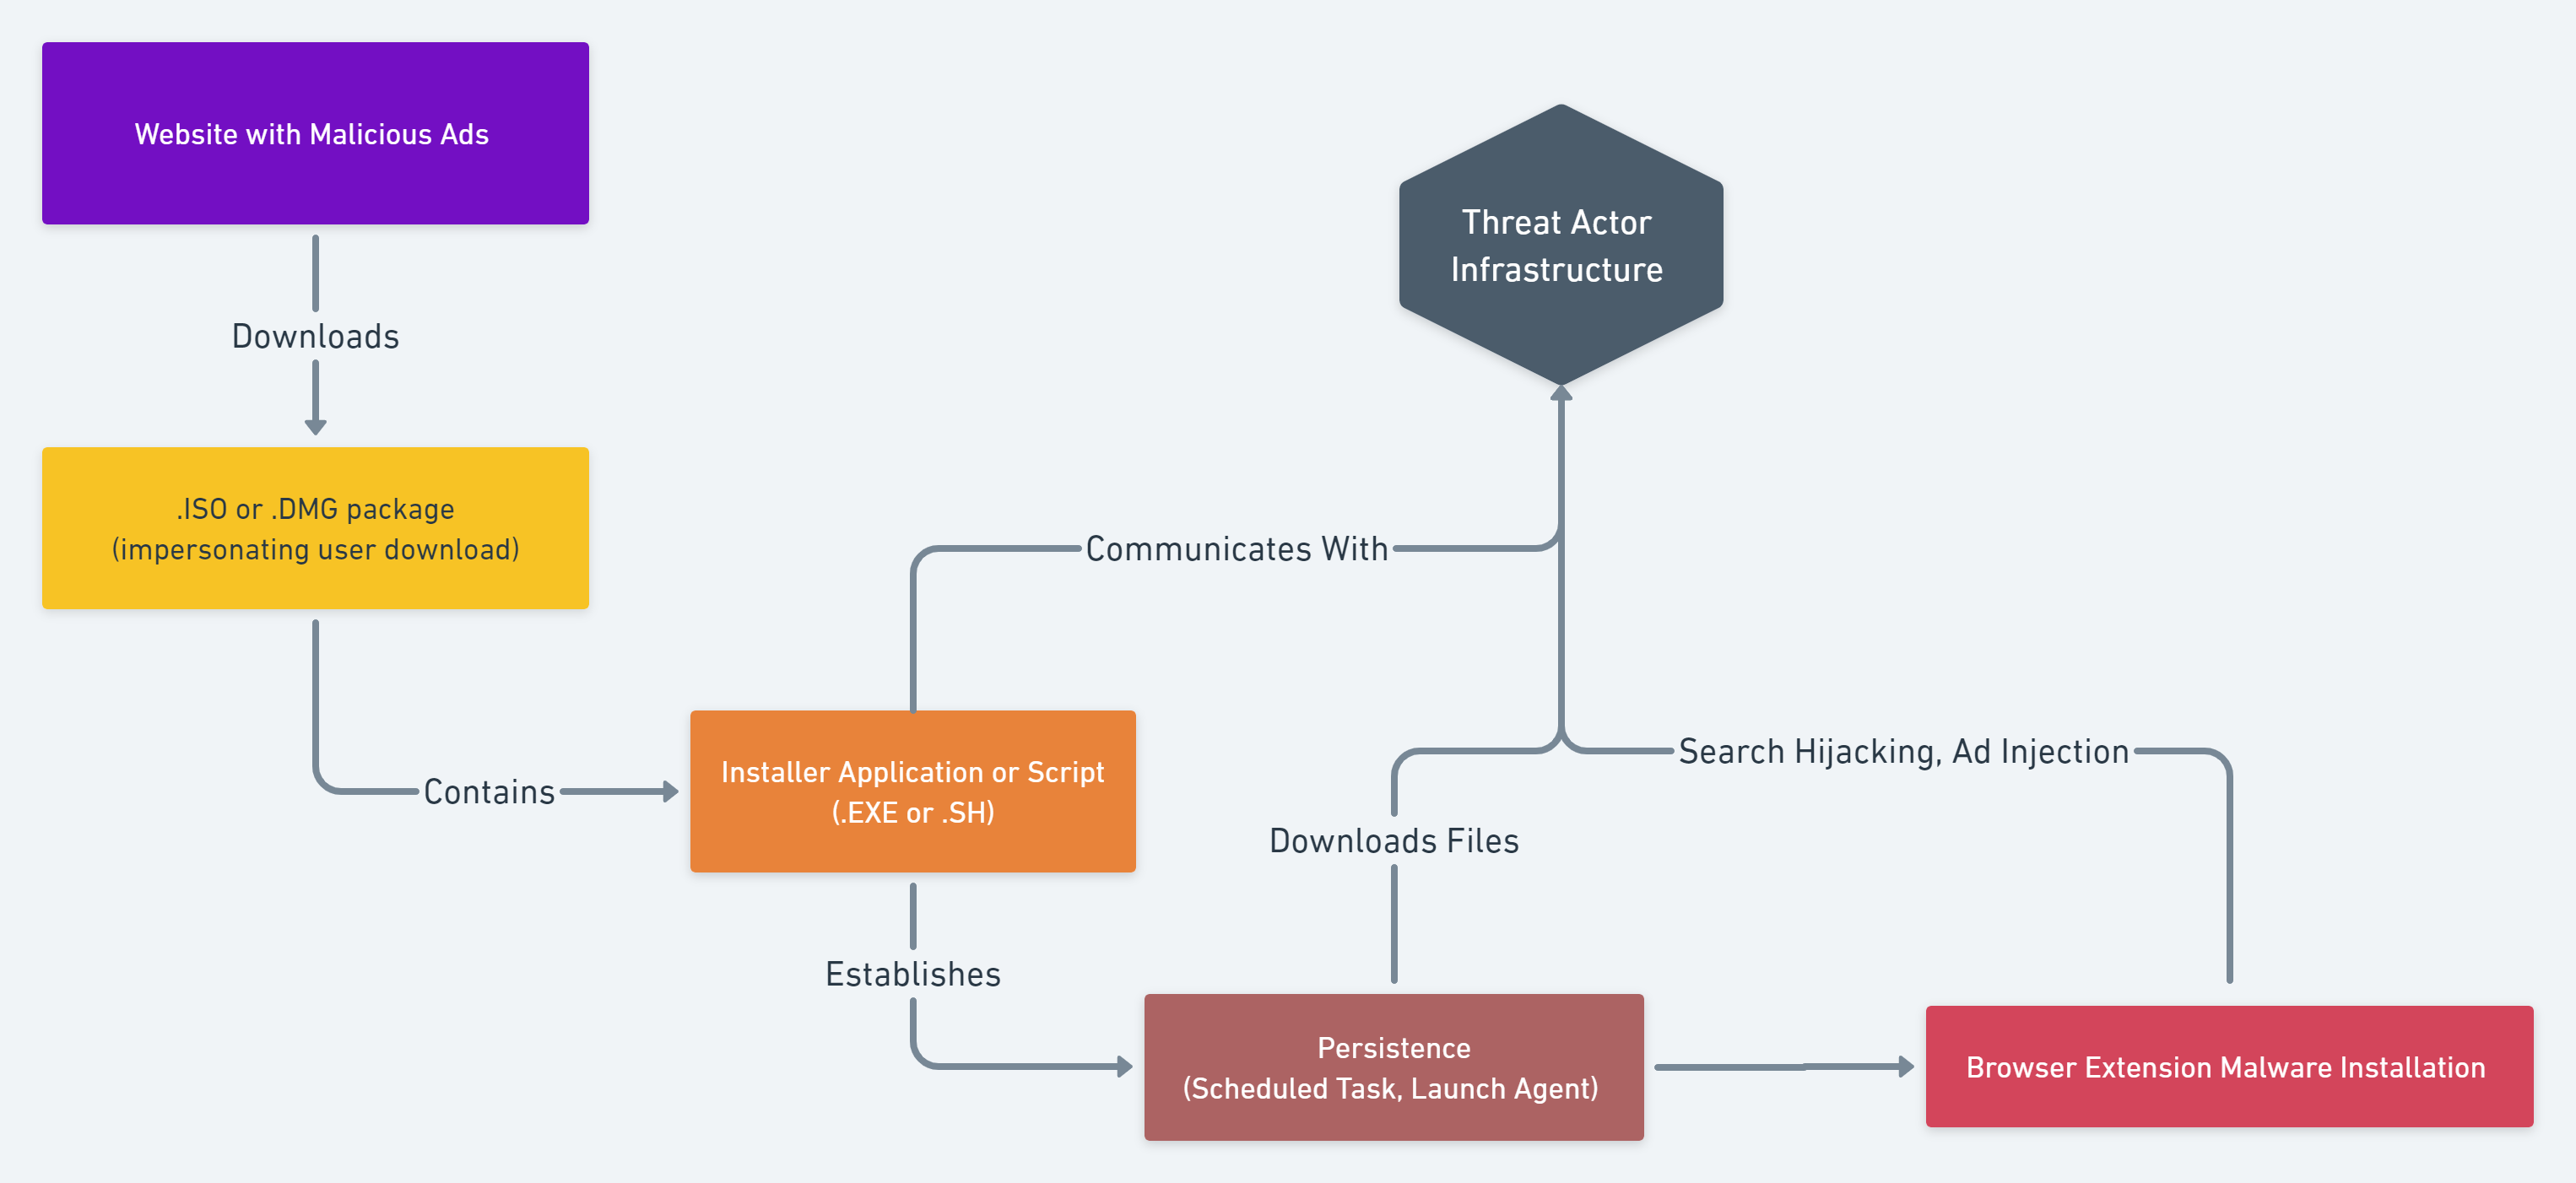 Website with Malicious Ads
Downloads
.ISO or .DMG package
(impersonating user download)
Contains
Installer Application or Script
(.EXE or .SH)
Communicates With
Threat Actor
Infrastructure
Establishes
Persistence
(Scheduled Task, Launch Agent)
Downloads Files
Search Hijacking, Ad Injection
Browser Extension Malware Installation